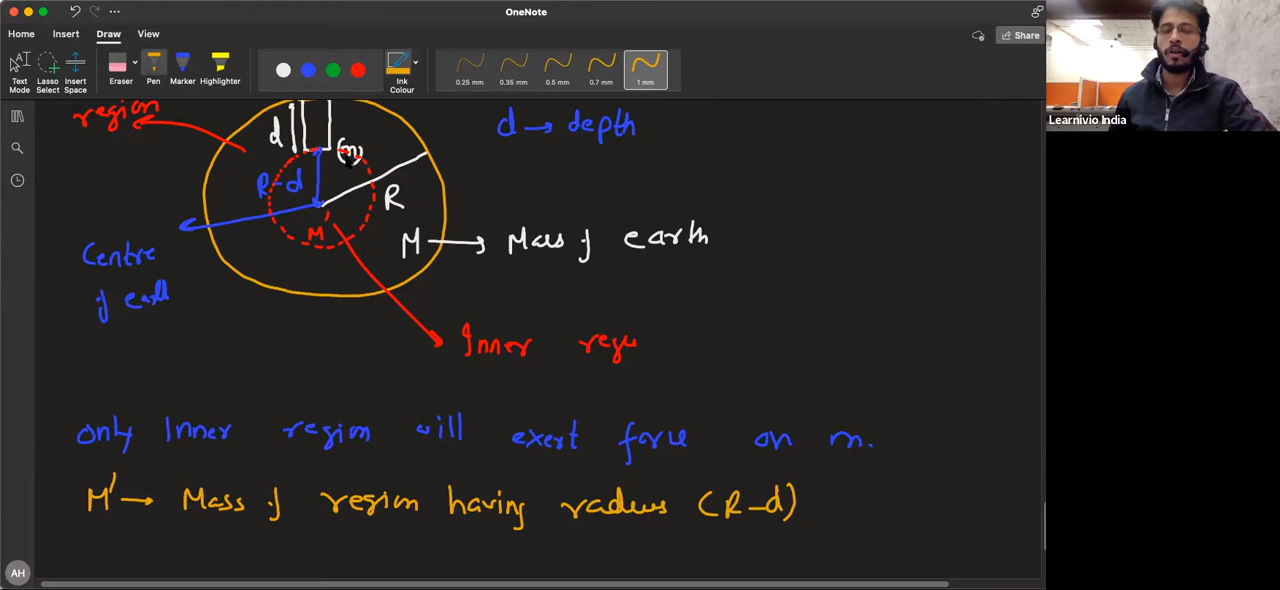 OneNote
Home Insert Draw View
Share
Text Mode
Lasso Select
Insert Space
Eraser
Pen
Marker
Highlighter
Ink Colour
0.25 mm
0.35 mm
0.5 mm
0.7 mm
1 mm
Learnivio India
region
d
(m)
d → depth
R-d
R
M'
M → Mass of earth
Centre
of earth
Inner
only Inner region will exert force on m.
M' → Mass of region having radius (R-d)
AH